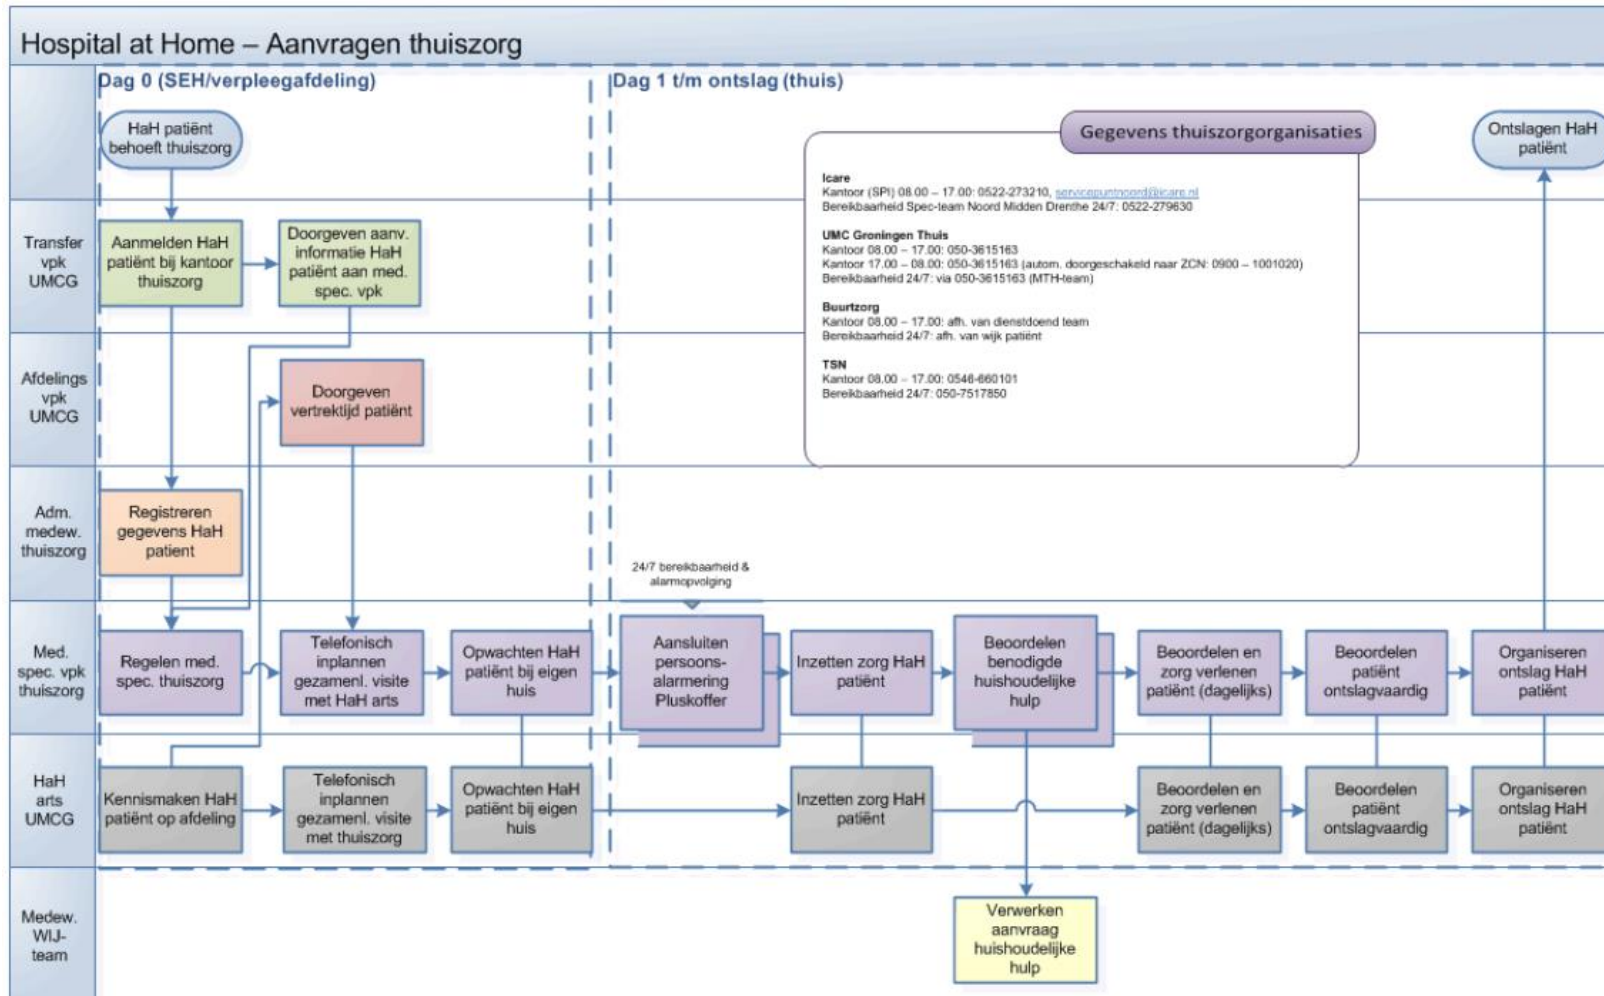 Hospital at Home – Aanvragen thuiszorg
Dag 0 (SEH/verpleegafdeling)
Dag 1 t/m ontslag (thuis)
HaH patiënt
behoeft thuiszorg
Gegevens thuiszorgorganisaties
Ontslagen HaH
patiënt
Icare
Kantoor (SPI) 08.00 – 17.00: 0522-273210, servicepuntnoord@icare.nl
Bereikbaarheid Spec-team Noord Midden Drenthe 24/7: 0522-279630
UMC Groningen Thuis
Kantoor 08.00 – 17.00: 050-3615163
Kantoor 17.00 – 08.00: 050-3615163 (autom. doorgeschakeld naar ZCN: 0900 – 1001020)
Bereikbaarheid 24/7: via 050-3615163 (MTH-team)
Buurtzorg
Kantoor 08.00 – 17.00: afh. van dienstdoend team
Bereikbaarheid 24/7: afh. van wijk patiënt
TSN
Kantoor 08.00 – 17.00: 0546-660101
Bereikbaarheid 24/7: 050-7517850
Transfer
vpk
UMCG
Aanmelden HaH
patiënt bij kantoor
thuiszorg
Doorgeven aanv.
informatie HaH
patiënt aan med.
spec. vpk
Afdelings
vpk
UMCG
Doorgeven
vertrektijd patiënt
Adm.
medew.
thuiszorg
Registreren
gegevens HaH
patient
24/7 bereikbaarheid &
alarmopvolging
Med.
spec. vpk
thuiszorg
Regelen med.
spec. thuiszorg
Telefonisch
inplannen
gezamenl. visite
met HaH arts
Opwachten HaH
patiënt bij eigen
huis
Aansluiten
persoons-
alarmering
Pluskoffer
Inzetten zorg HaH
patiënt
Beoordelen
benodigde
huishoudelijke
hulp
Beoordelen en
zorg verlenen
patiënt (dagelijks)
Beoordelen
patiënt
ontslagvaardig
Organiseren
ontslag HaH
patiënt
HaH
arts
UMCG
Kennismaken HaH
patiënt op afdeling
Telefonisch
inplannen
gezamenl. visite
met thuiszorg
Opwachten HaH
patiënt bij eigen
huis
Inzetten zorg HaH
patiënt
Beoordelen en
zorg verlenen
patiënt (dagelijks)
Beoordelen
patiënt
ontslagvaardig
Organiseren
ontslag HaH
patiënt
Medew.
WIJ-
team
Verwerken
aanvraag
huishoudelijke
hulp